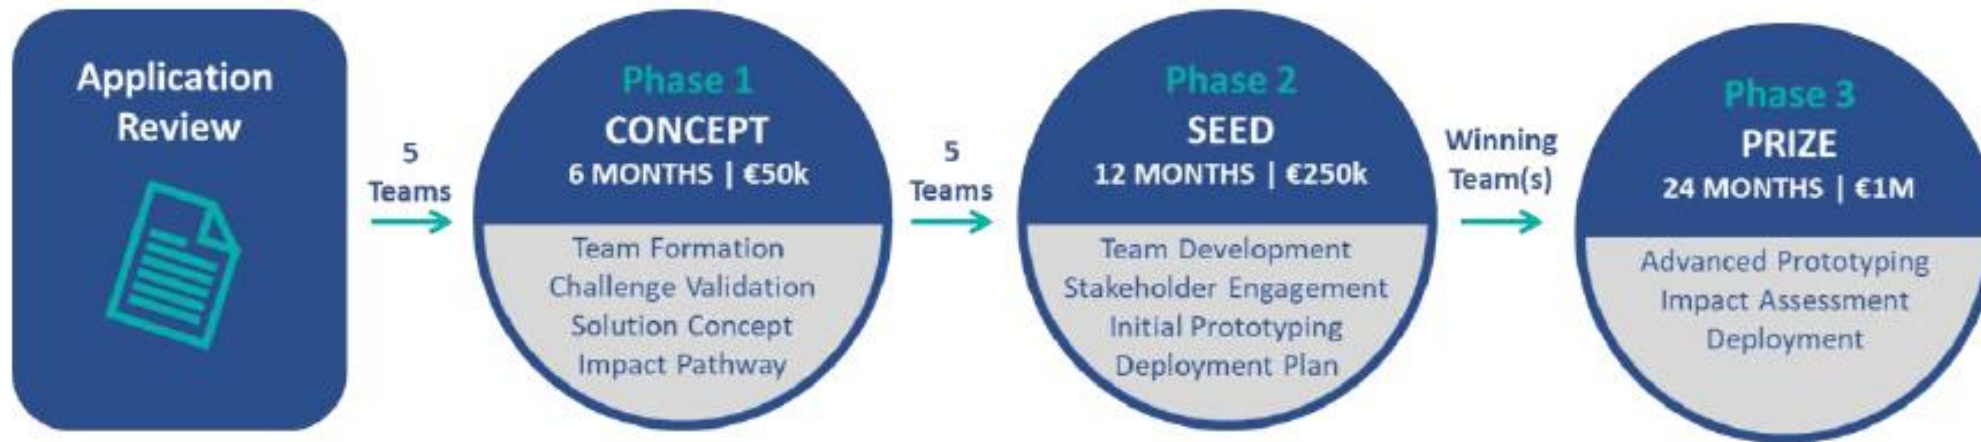 Application
Review
5
Teams
Phase 1
CONCEPT
6 MONTHS | €50k
Team Formation
Challenge Validation
Solution Concept
Impact Pathway
5
Teams
Phase 2
SEED
12 MONTHS | €250k
Team Development
Stakeholder Engagement
Initial Prototyping
Deployment Plan
Winning
Team(s)
Phase 3
PRIZE
24 MONTHS | €1M
Advanced Prototyping
Impact Assessment
Deployment